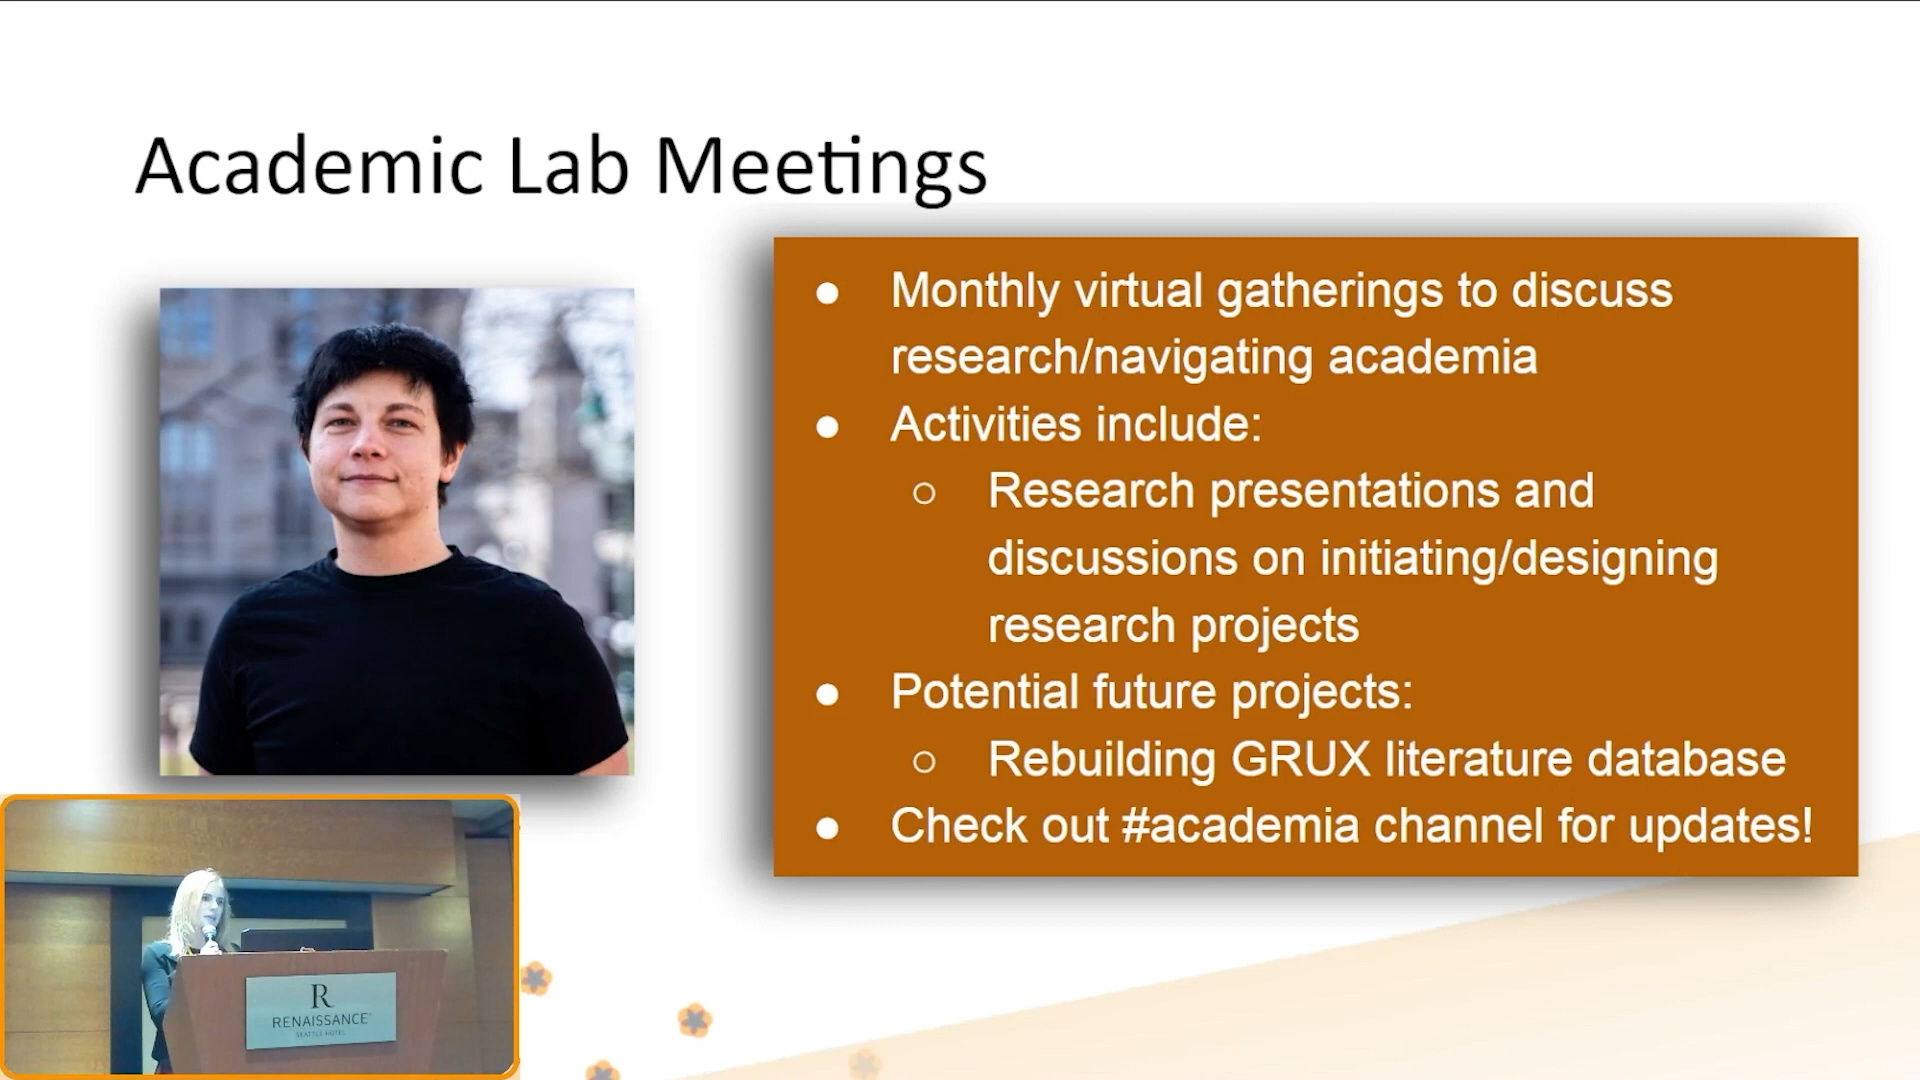 Academic Lab Meetings
● Monthly virtual gatherings to discuss
research/navigating academia
● Activities include:
○ Research presentations and
discussions on initiating/designing
research projects
● Potential future projects:
○ Rebuilding GRUX literature database
● Check out #academia channel for updates!
R
RENAISSANCE
SEATTLE HOTEL